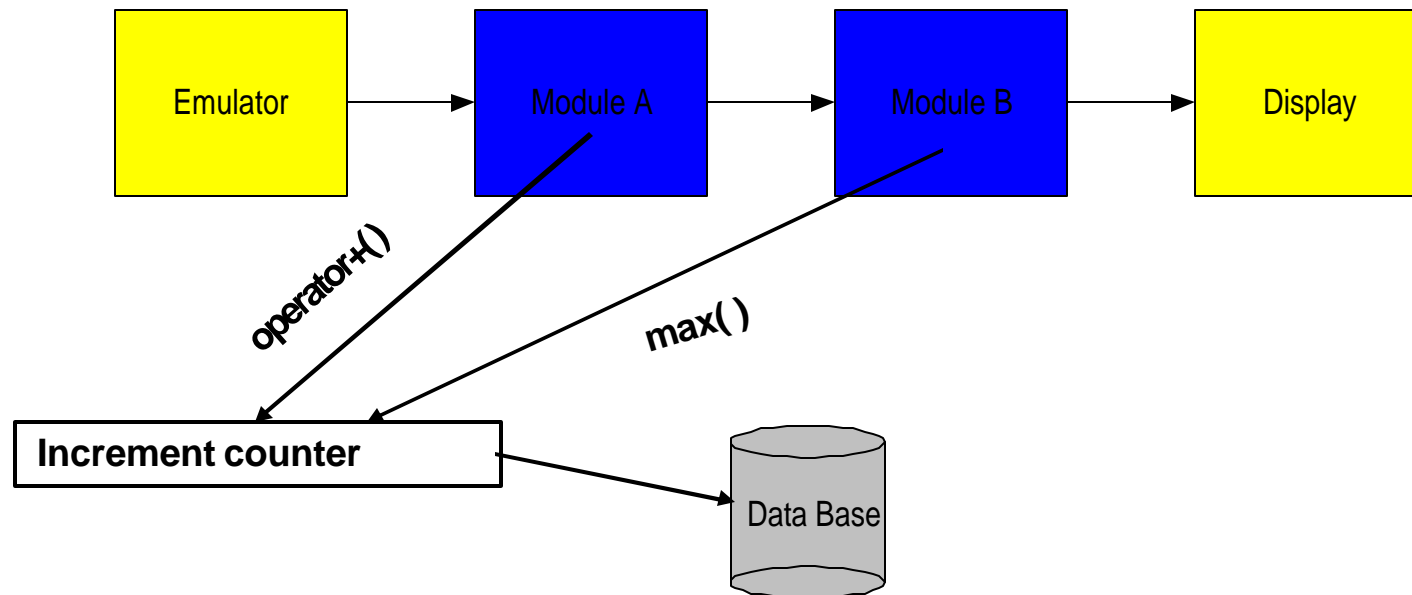 Emulator
Module A
Module B
Display
operator+()
max( )
Increment counter
Data Base